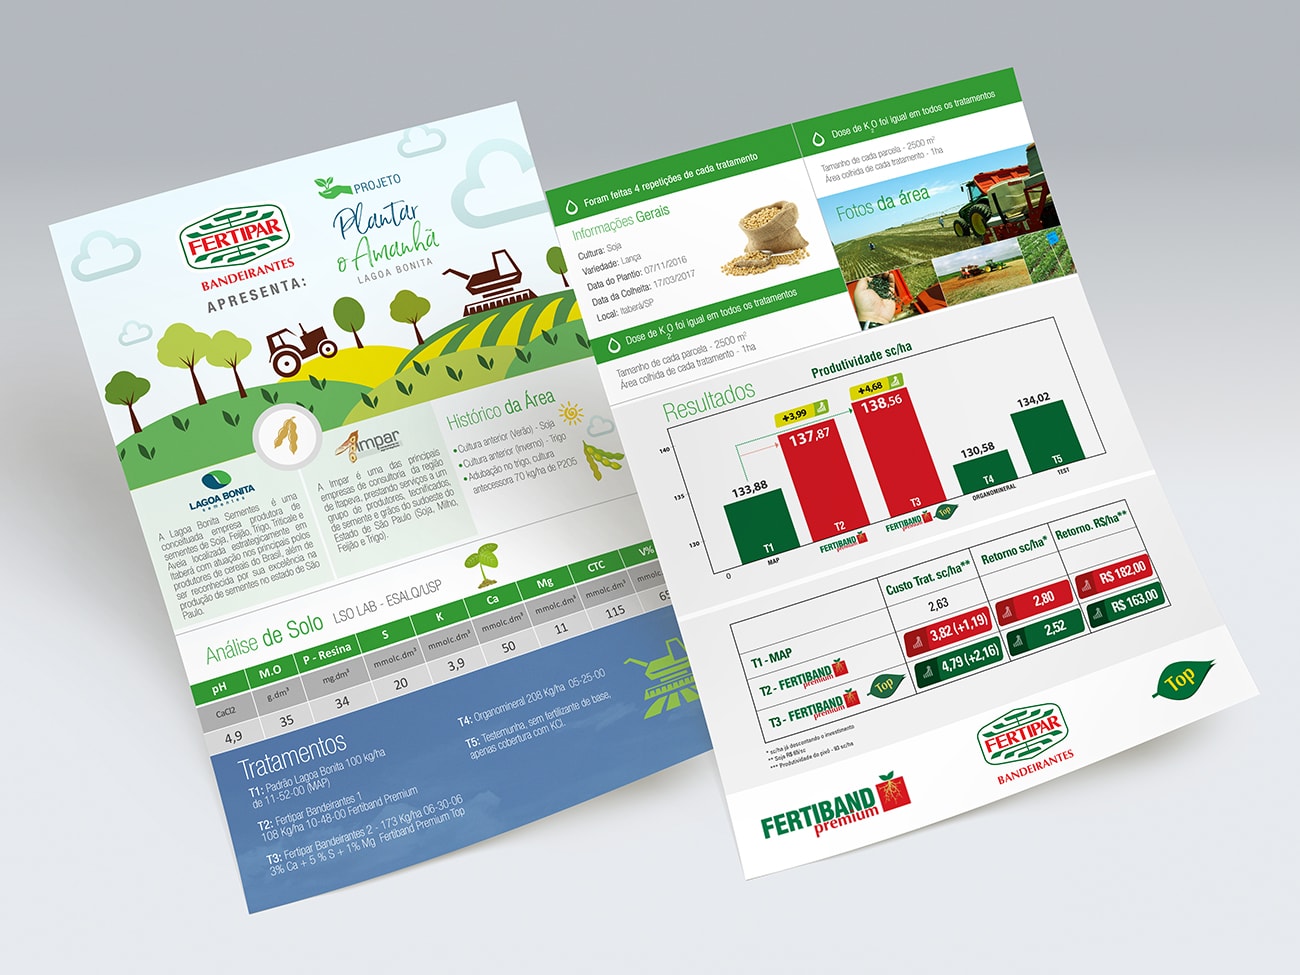 FERTIPAR
BANDEIRANTES
APRESENTA:
PROJETO
Plantar
o Amanhã
LAGOA BONITA
LAGOA BONITA
sementes
A Lagoa Bonita Sementes é uma
conceituada empresa produtora de
sementes de Soja, Feijão, Trigo, Triticale e
Aveia localizada estrategicamente em
Itaberá com atuação nos principais polos
produtores de cereais do Brasil, além de
ser reconhecida por sua excelência na
produção de sementes no estado de São
Paulo.
Impar
A Impar é uma das principais
empresas de consultoria da região
de Itapeva, prestando serviços a um
grupo de produtores, tecnificados,
de semente e grãos do sudoeste do
Estado de São Paulo (Soja, Milho,
Feijão e Trigo).
Histórico da Área
• Cultura anterior (Verão) - Soja
• Cultura anterior (Inverno) - Trigo
• Adubação no trigo, cultura
antecessora 70 kg/ha de P2O5
Análise de Solo LSO LAB - ESALQ/USP
pH M.O P - Resina S K Ca Mg CTC V%
CaCl2 g.dm³ mg.dm³ mmolc.dm³ mmolc.dm³ mmolc.dm³ mmolc.dm³ mmolc.dm³
4,9 35 34 20 3,9 50 11 115 65
Tratamentos
T1: Padrão Lagoa Bonita 100 kg/ha
de 11-52-00 (MAP)
T2: Fertipar Bandeirantes 1
108 Kg/ha 10-48-00 Fertiband Premium
T3: Fertipar Bandeirantes 2 - 173 Kg/ha 06-30-06
3% Ca + 5 % S + 1% Mg Fertiband Premium Top
T4: Organomineral 208 Kg/ha 05-25-00
T5: Testemunha, sem fertilizante de base,
apenas cobertura com KCl.
Foram feitas 4 repetições de cada tratamento
Informações Gerais
Cultura: Soja
Variedade: Lança
Data do Plantio: 07/11/2016
Data da Colheita: 17/03/2017
Local: Itaberá/SP
Dose de K2O foi igual em todos os tratamentos
Tamanho de cada parcela - 2500 m²
Área colhida de cada tratamento - 1ha
Dose de K2O foi igual em todos os tratamentos
Tamanho de cada parcela - 2500 m²
Área colhida de cada tratamento - 1ha
Fotos da área
Resultados
Produtividade sc/ha
140
135
130
0
133,88
T1
MAP
+3,99
137,87
T2
FERTIBAND
premium
+4,68
138,56
T3
FERTIBAND
premium
Top
130,58
T4
ORGANOMINERAL
134,02
T5
TEST
Custo Trat. sc/ha** Retorno sc/ha* Retorno. R$/ha**
T1 - MAP 2,63
T2 - FERTIBAND premium 3,82 (+1,19) 2,80 R$ 182,00
T3 - FERTIBAND premium Top 4,79 (+2,16) 2,52 R$ 163,00
* sc/ha já descontando o investimento
** Soja R$ 65/sc
*** Produtividade do pivô - 93 sc/ha
FERTIBAND
premium
FERTIPAR
BANDEIRANTES
Top